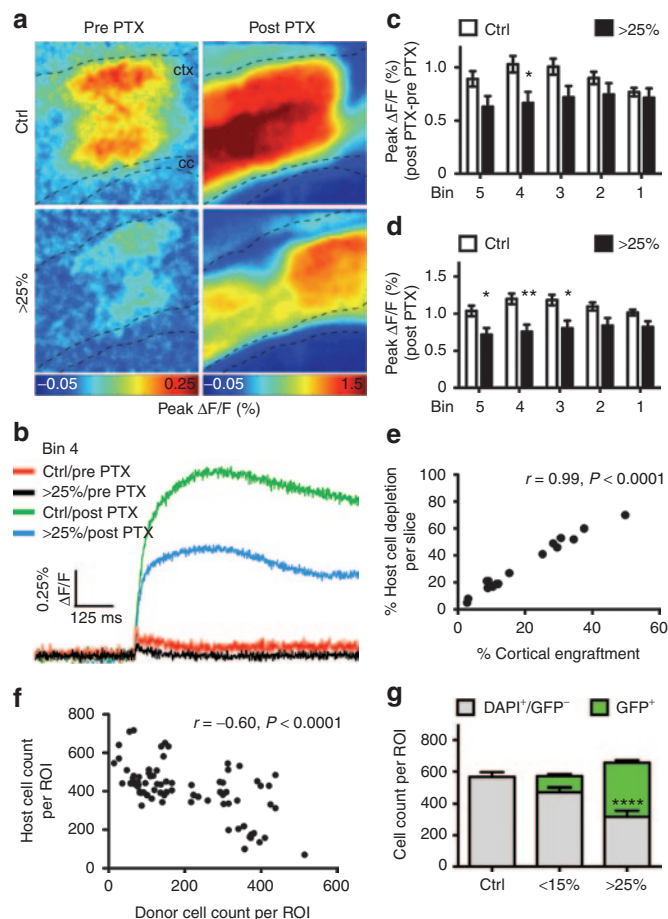 a
Pre PTX
Post PTX
Ctrl
ctx
cc
>25%
−0.05
0.25
−0.05
1.5
Peak ΔF/F (%)
b
Bin 4
Ctrl/pre PTX
>25%/pre PTX
Ctrl/post PTX
>25%/post PTX
0.25%
ΔF/F
125 ms
c
Ctrl
>25%
Peak ΔF/F (%)
(post PTX-pre PTX)
1.0
0.5
0
*
Bin 5 4 3 2 1
d
Ctrl
>25%
Peak ΔF/F (%)
(post PTX)
1.5
1.0
0.5
0
* ** *
Bin 5 4 3 2 1
e
r = 0.99, P < 0.0001
% Host cell depletion
per slice
100
80
60
40
20
0
0 20 40 60
% Cortical engraftment
f
r = −0.60, P < 0.0001
Host cell count
per ROI
800
600
400
200
0
0 200 400 600
Donor cell count per ROI
g
DAPI+/GFP−
GFP+
Cell count per ROI
800
600
400
200
0
****
Ctrl <15% >25%